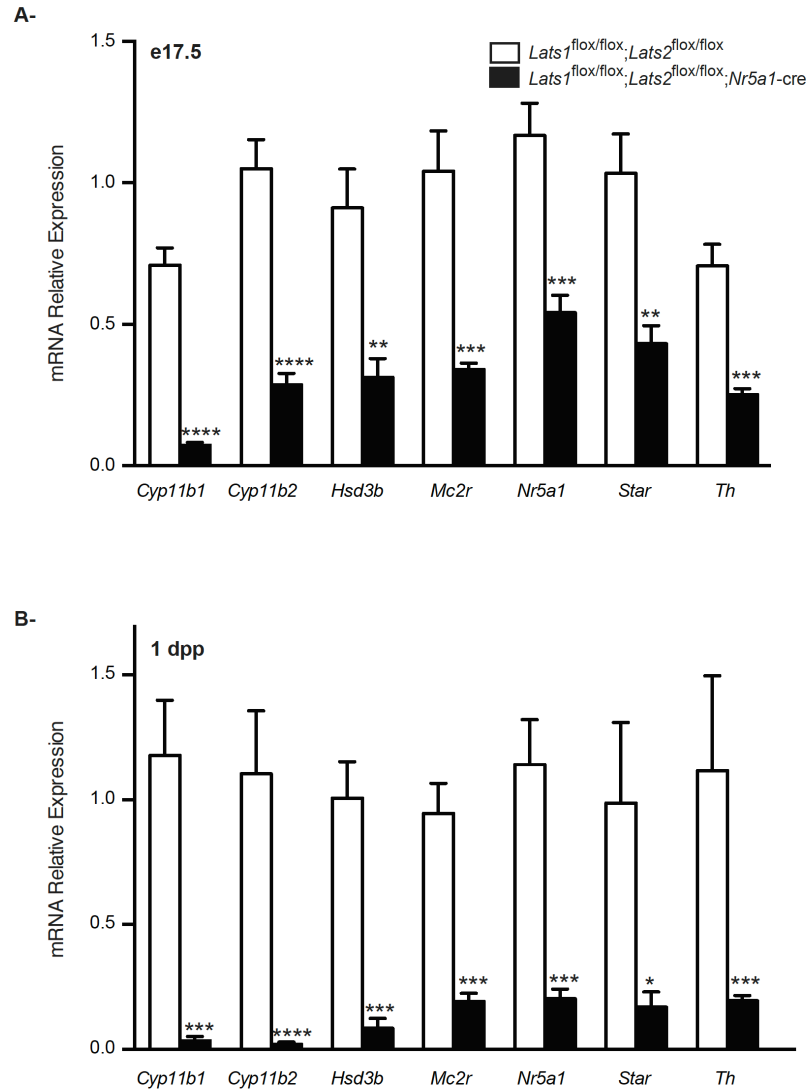 A-
1.5
e17.5
Lats1flox/flox;Lats2flox/flox
Lats1flox/flox;Lats2flox/flox;Nr5a1-cre
mRNA Relative Expression
1.0
0.5
0.0
****
****
**
***
***
**
***
Cyp11b1 Cyp11b2 Hsd3b Mc2r Nr5a1 Star Th
B-
1 dpp
1.5
mRNA Relative Expression
1.0
0.5
0.0
***
****
***
***
***
*
***
Cyp11b1 Cyp11b2 Hsd3b Mc2r Nr5a1 Star Th